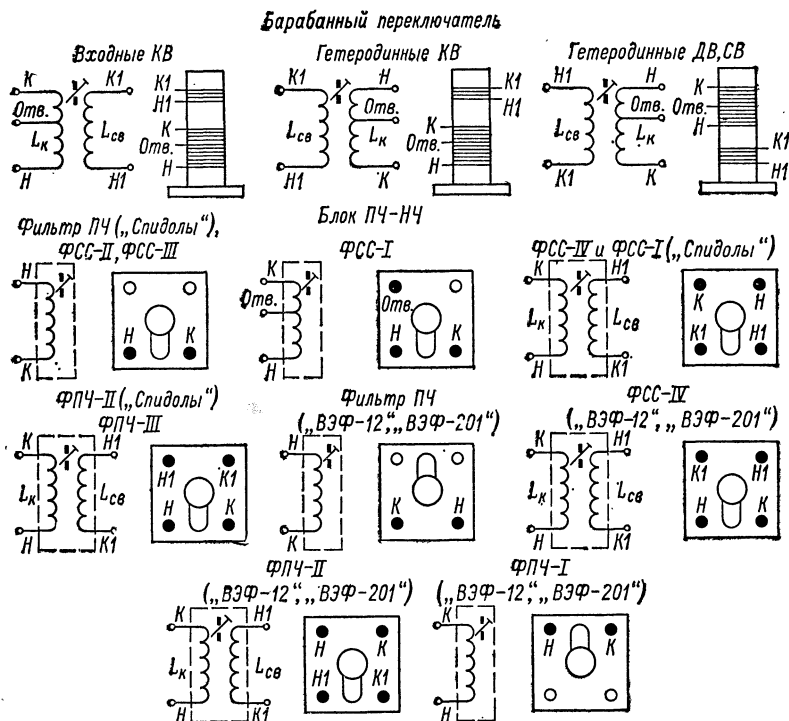 Барабанный переключатель
Входные КВ
Гетеродинные КВ
Гетеродинные ДВ, СВ
К К1 К1 Н1 К Отв. Н
Отв. Lк Lсв
Н Н1
К1 Н К1 Н1
Отв. К Отв. Н
Lсв Lк
Н1 К
Н1 Н К Отв. Н
Отв. К1 Н1
Lсв Lк
К1 К
Блок ПЧ-НЧ
Фильтр ПЧ („Спидолы“),
ФСС-II, ФСС-III
ФСС-I
ФСС-IV и ФСС-I („Спидолы“)
Н
К
Н К
К
Отв.
Н
Отв.
Н К
К Н1
Lк Lсв
Н К1
К Н
К1 Н1
ФПЧ-II („Спидолы“)
ФПЧ-III
Фильтр ПЧ
(„ВЭФ-12“, „ВЭФ-201“)
ФСС-IV
(„ВЭФ-12“, „ВЭФ-201“)
К Н1
Lк Lсв
Н К1
Н1 К1
Н К
Н
К
К Н
К Н1
Lк Lсв
Н К1
К1 Н1
Н К
ФПЧ-II
(„ВЭФ-12“, „ВЭФ-201“)
ФПЧ-I
(„ВЭФ-12“, „ВЭФ-201“)
К Н1
Lк Lсв
Н К1
Н К
Н1 К1
К
Н
Н К